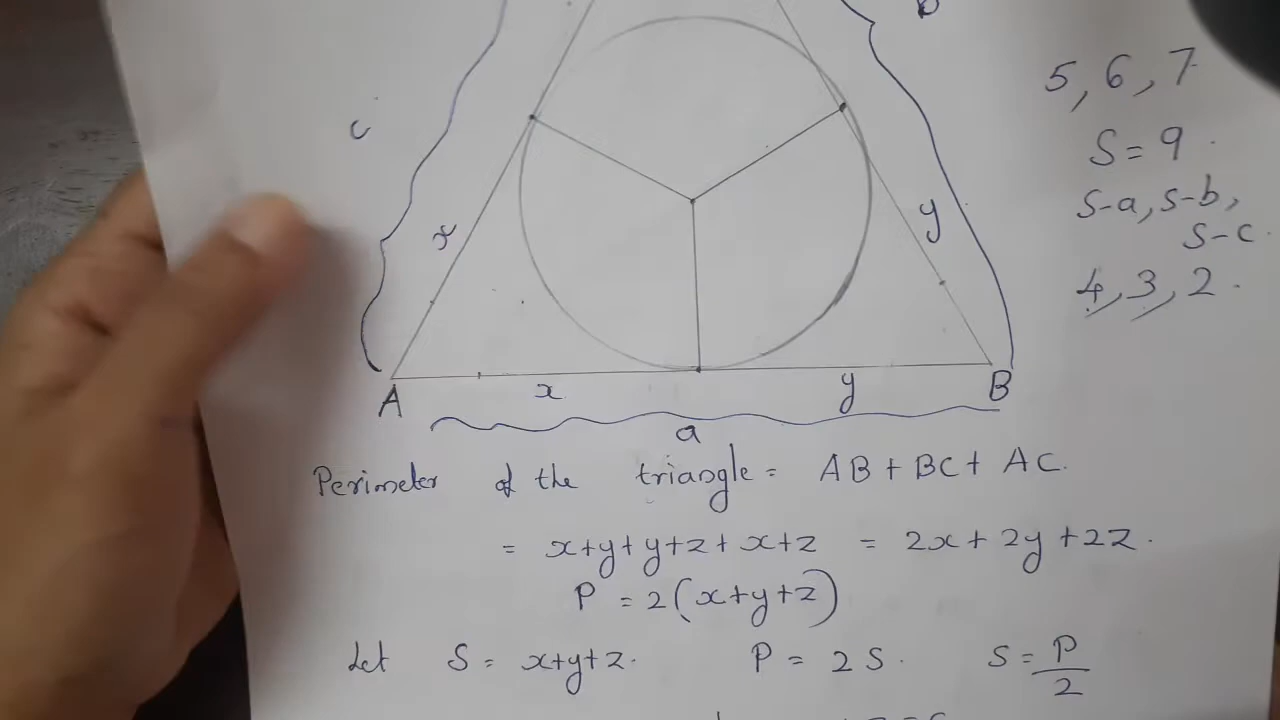 b
5, 6, 7
c
S = 9.
s-a, s-b,
s-c.
x
y
4, 3, 2.
x
y
A
B
a
Perimeter of the triangle = AB + BC + AC.
= x+y+y+z+x+z = 2x+2y+2z.
P = 2(x+y+z)
Let S = x+y+z. P = 2S. S = P/2